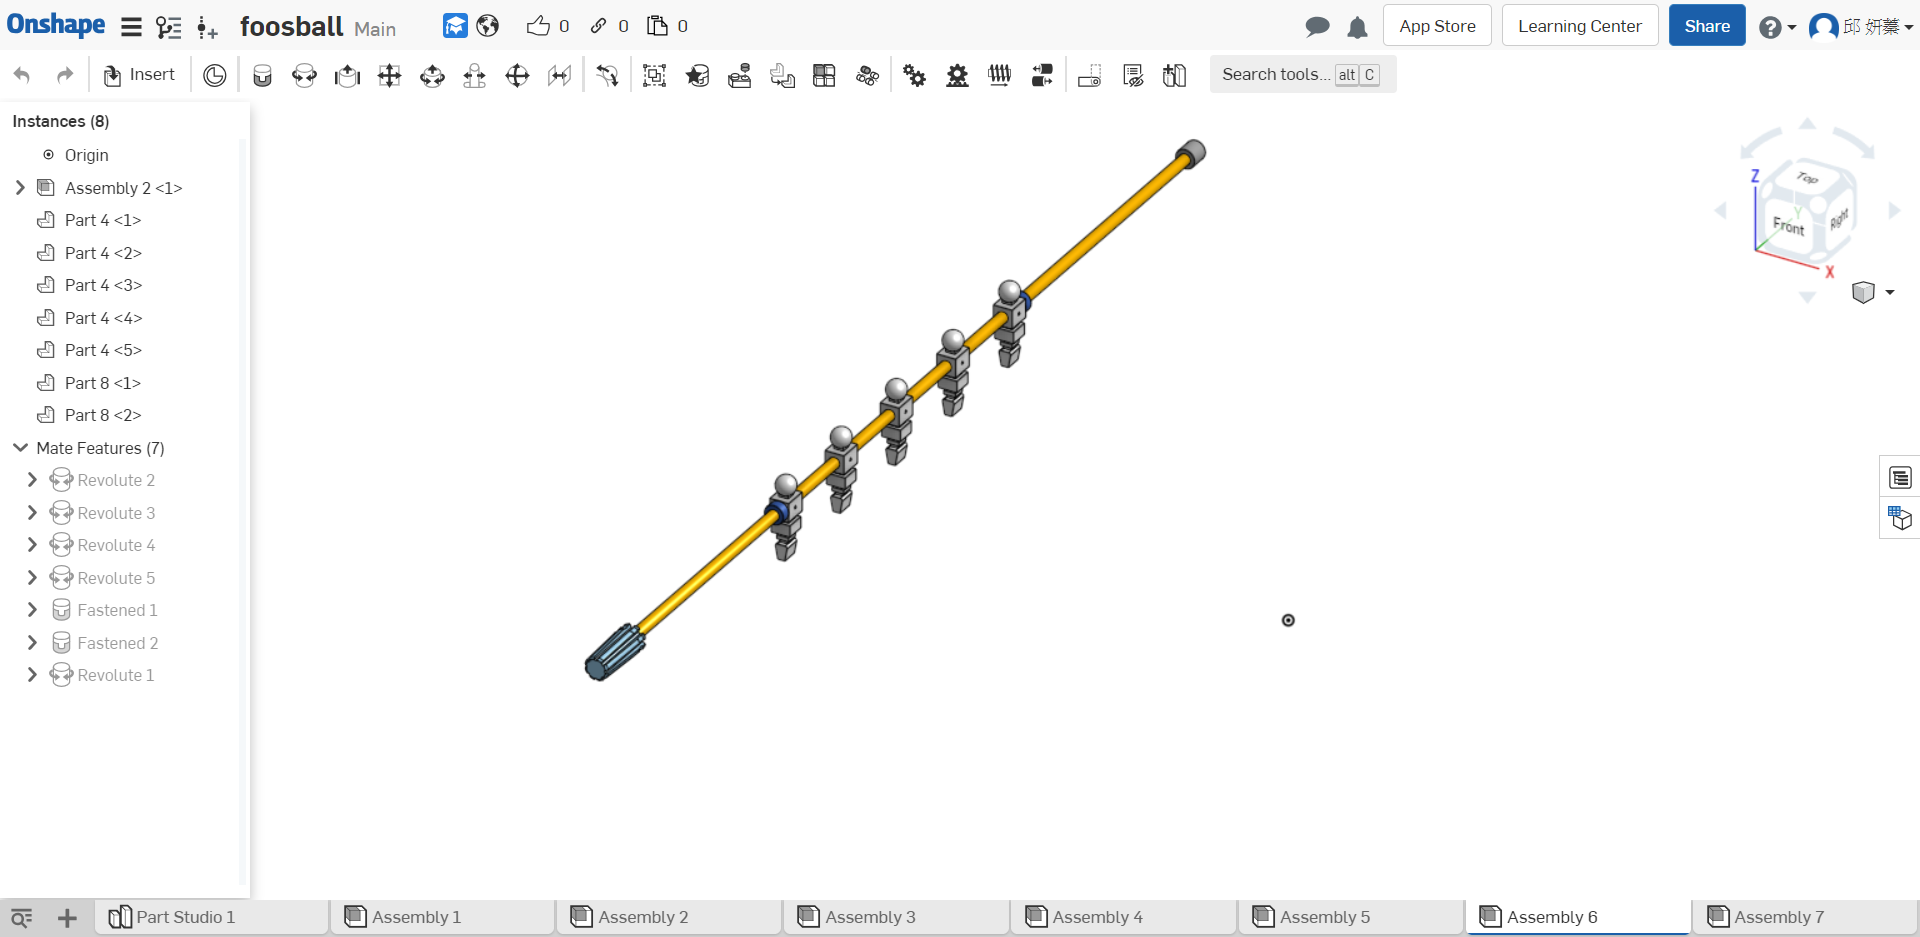 Onshape foosball Main 0 0 0 App Store Learning Center Share 邱 妍蓁
Insert Search tools... alt C
Instances (8)
Origin
Assembly 2 <1>
Part 4 <1>
Part 4 <2>
Part 4 <3>
Part 4 <4>
Part 4 <5>
Part 8 <1>
Part 8 <2>
Mate Features (7)
Revolute 2
Revolute 3
Revolute 4
Revolute 5
Fastened 1
Fastened 2
Revolute 1
Z
Top
Y
Front Right
X
Part Studio 1 Assembly 1 Assembly 2 Assembly 3 Assembly 4 Assembly 5 Assembly 6 Assembly 7